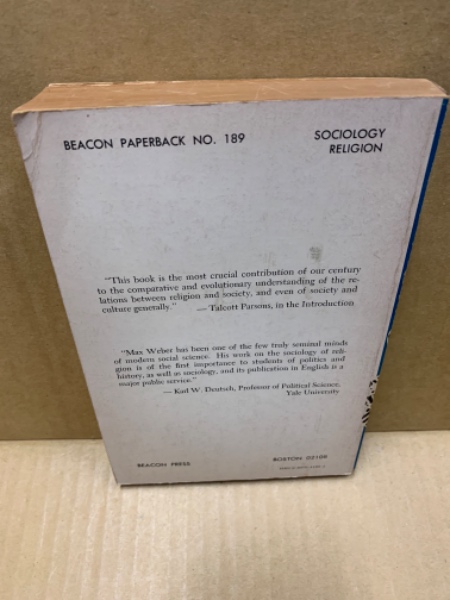 BEACON PAPERBACK NO. 189
SOCIOLOGY
RELIGION
"This book is the most crucial contribution of our century
to the comparative and evolutionary understanding of the re-
lations between religion and society, and even of society and
culture generally." — Talcott Parsons, in the Introduction
"Max Weber has been one of the few truly seminal minds
of modern social science. His work on the sociology of reli-
gion is of the first importance to students of politics and
history, as well as sociology, and its publication in English is a
major public service."
— Karl W. Deutsch, Professor of Political Science,
Yale University
BEACON PRESS
BOSTON 02108